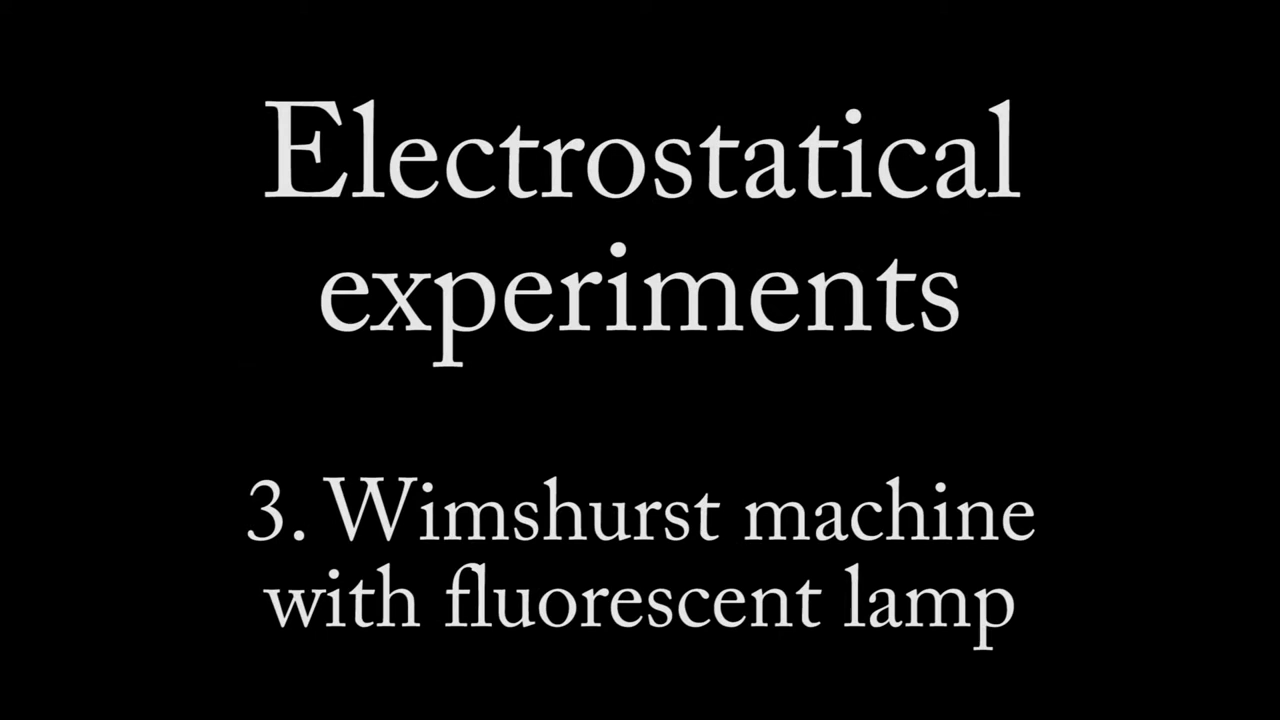 Electrostatical
experiments
3. Wimshurst machine
with fluorescent lamp